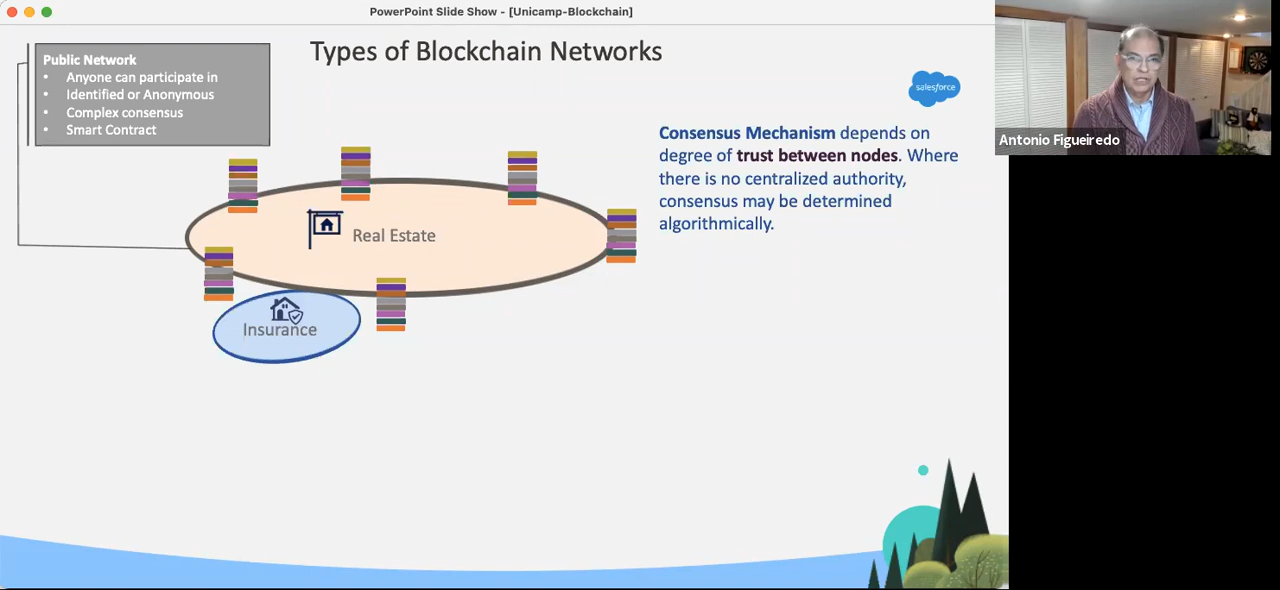 PowerPoint Slide Show - [Unicamp-Blockchain]
Types of Blockchain Networks
Public Network
• Anyone can participate in
• Identified or Anonymous
• Complex consensus
• Smart Contract
salesforce
Consensus Mechanism depends on
degree of trust between nodes. Where
there is no centralized authority,
consensus may be determined
algorithmically.
Real Estate
Insurance
Antonio Figueiredo